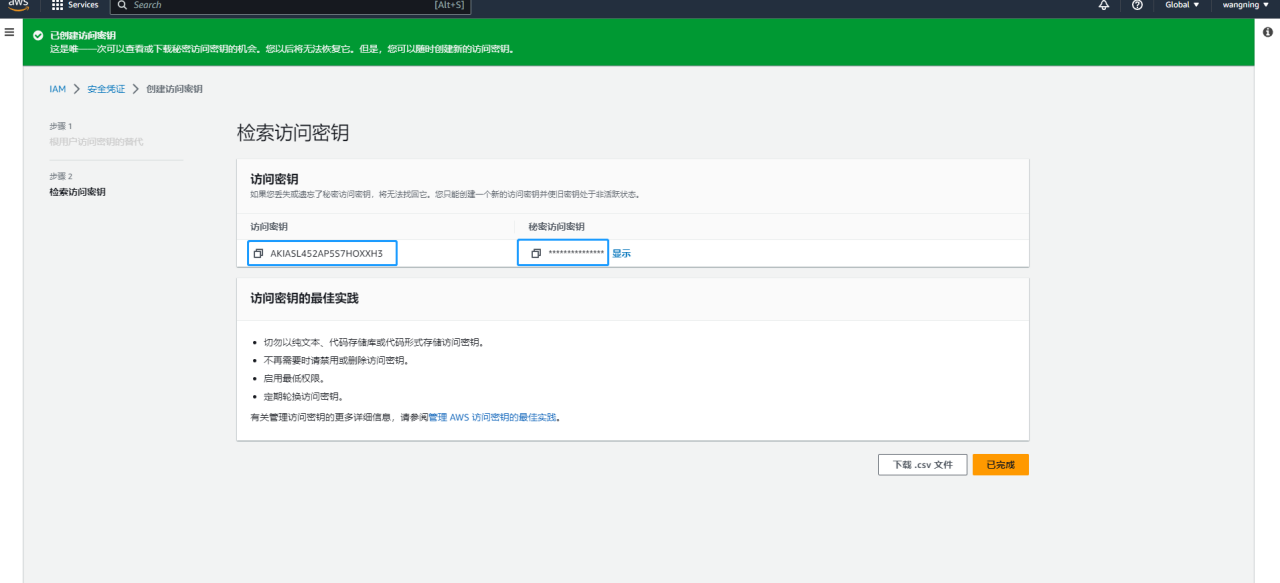 aws
Services
Search
[Alt+S]
Global
wangning
已创建访问密钥
这是唯一一次可以查看或下载秘密访问密钥的机会。您以后将无法恢复它。但是，您可以随时创建新的访问密钥。
IAM
安全凭证
创建访问密钥
步骤 1
根用户访问密钥的替代
步骤 2
检索访问密钥
检索访问密钥
访问密钥
如果您丢失或遗忘了秘密访问密钥，将无法找回它。您只能创建一个新的访问密钥并使旧密钥处于非活跃状态。
访问密钥
秘密访问密钥
AKIASL452AP5S7HOXXH3
***************
显示
访问密钥的最佳实践
• 切勿以纯文本、代码存储库或代码形式存储访问密钥。
• 不再需要时请禁用或删除访问密钥。
• 启用最低权限。
• 定期轮换访问密钥。
有关管理访问密钥的更多详细信息，请参阅管理 AWS 访问密钥的最佳实践。
下载 .csv 文件
已完成